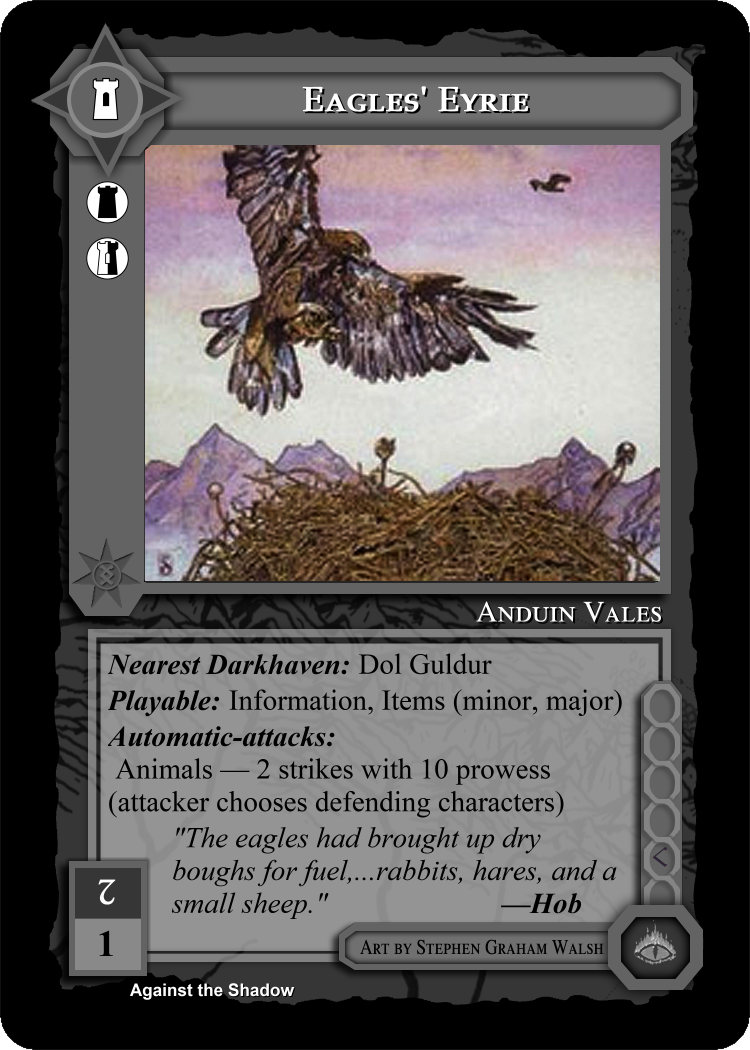 Eagles' Eyrie
Anduin Vales
Nearest Darkhaven: Dol Guldur
Playable: Information, Items (minor, major)
Automatic-attacks:
Animals — 2 strikes with 10 prowess
(attacker chooses defending characters)
"The eagles had brought up dry
boughs for fuel,...rabbits, hares, and a
small sheep." —Hob
2
1
Art by Stephen Graham Walsh
Against the Shadow